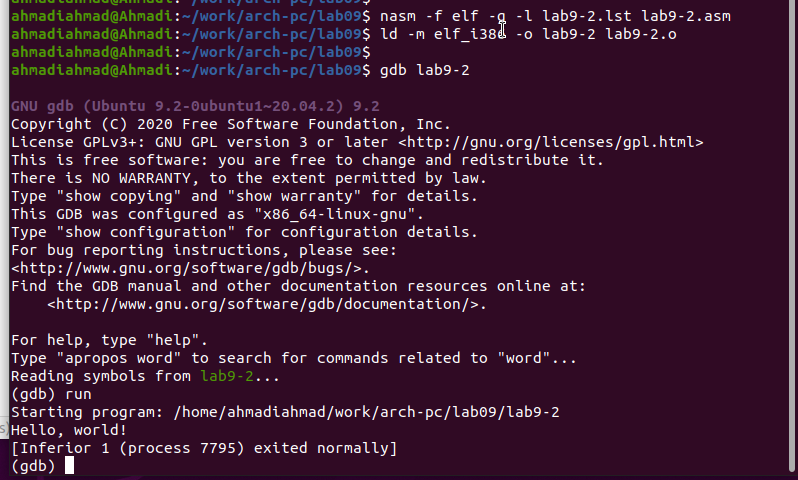 ahmadiahmad@Ahmadi:~/work/arch-pc/lab09$ nasm -f elf -g -l lab9-2.lst lab9-2.asm
ahmadiahmad@Ahmadi:~/work/arch-pc/lab09$ ld -m elf_i386 -o lab9-2 lab9-2.o
ahmadiahmad@Ahmadi:~/work/arch-pc/lab09$
ahmadiahmad@Ahmadi:~/work/arch-pc/lab09$ gdb lab9-2
GNU gdb (Ubuntu 9.2-0ubuntu1~20.04.2) 9.2
Copyright (C) 2020 Free Software Foundation, Inc.
License GPLv3+: GNU GPL version 3 or later <http://gnu.org/licenses/gpl.html>
This is free software: you are free to change and redistribute it.
There is NO WARRANTY, to the extent permitted by law.
Type "show copying" and "show warranty" for details.
This GDB was configured as "x86_64-linux-gnu".
Type "show configuration" for configuration details.
For bug reporting instructions, please see:
<http://www.gnu.org/software/gdb/bugs/>.
Find the GDB manual and other documentation resources online at:
    <http://www.gnu.org/software/gdb/documentation/>.
For help, type "help".
Type "apropos word" to search for commands related to "word"...
Reading symbols from lab9-2...
(gdb) run
Starting program: /home/ahmadiahmad/work/arch-pc/lab09/lab9-2
Hello, world!
[Inferior 1 (process 7795) exited normally]
(gdb)